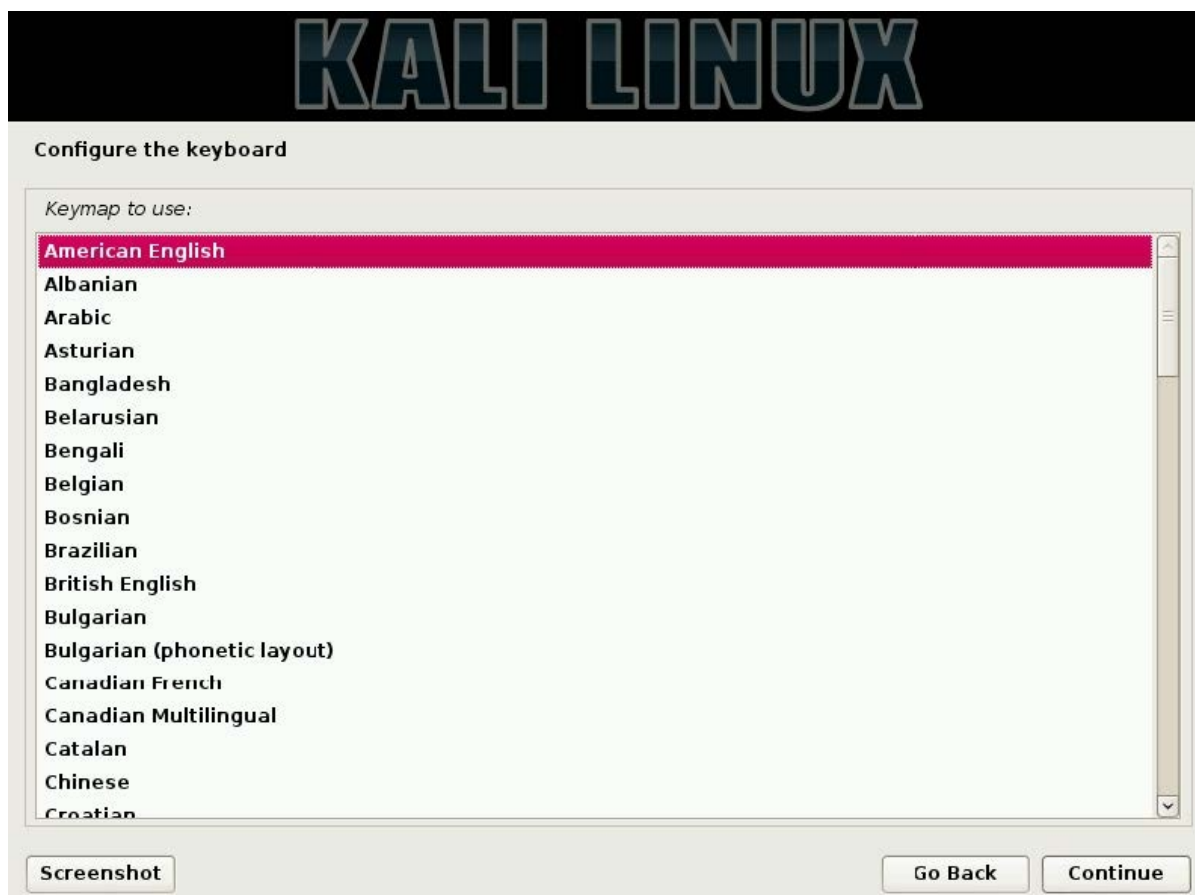 KALI LINUX
Configure the keyboard
Keymap to use:
American English
Albanian
Arabic
Asturian
Bangladesh
Belarusian
Bengali
Belgian
Bosnian
Brazilian
British English
Bulgarian
Bulgarian (phonetic layout)
Canadian French
Canadian Multilingual
Catalan
Chinese
Croatian
Screenshot Go Back Continue